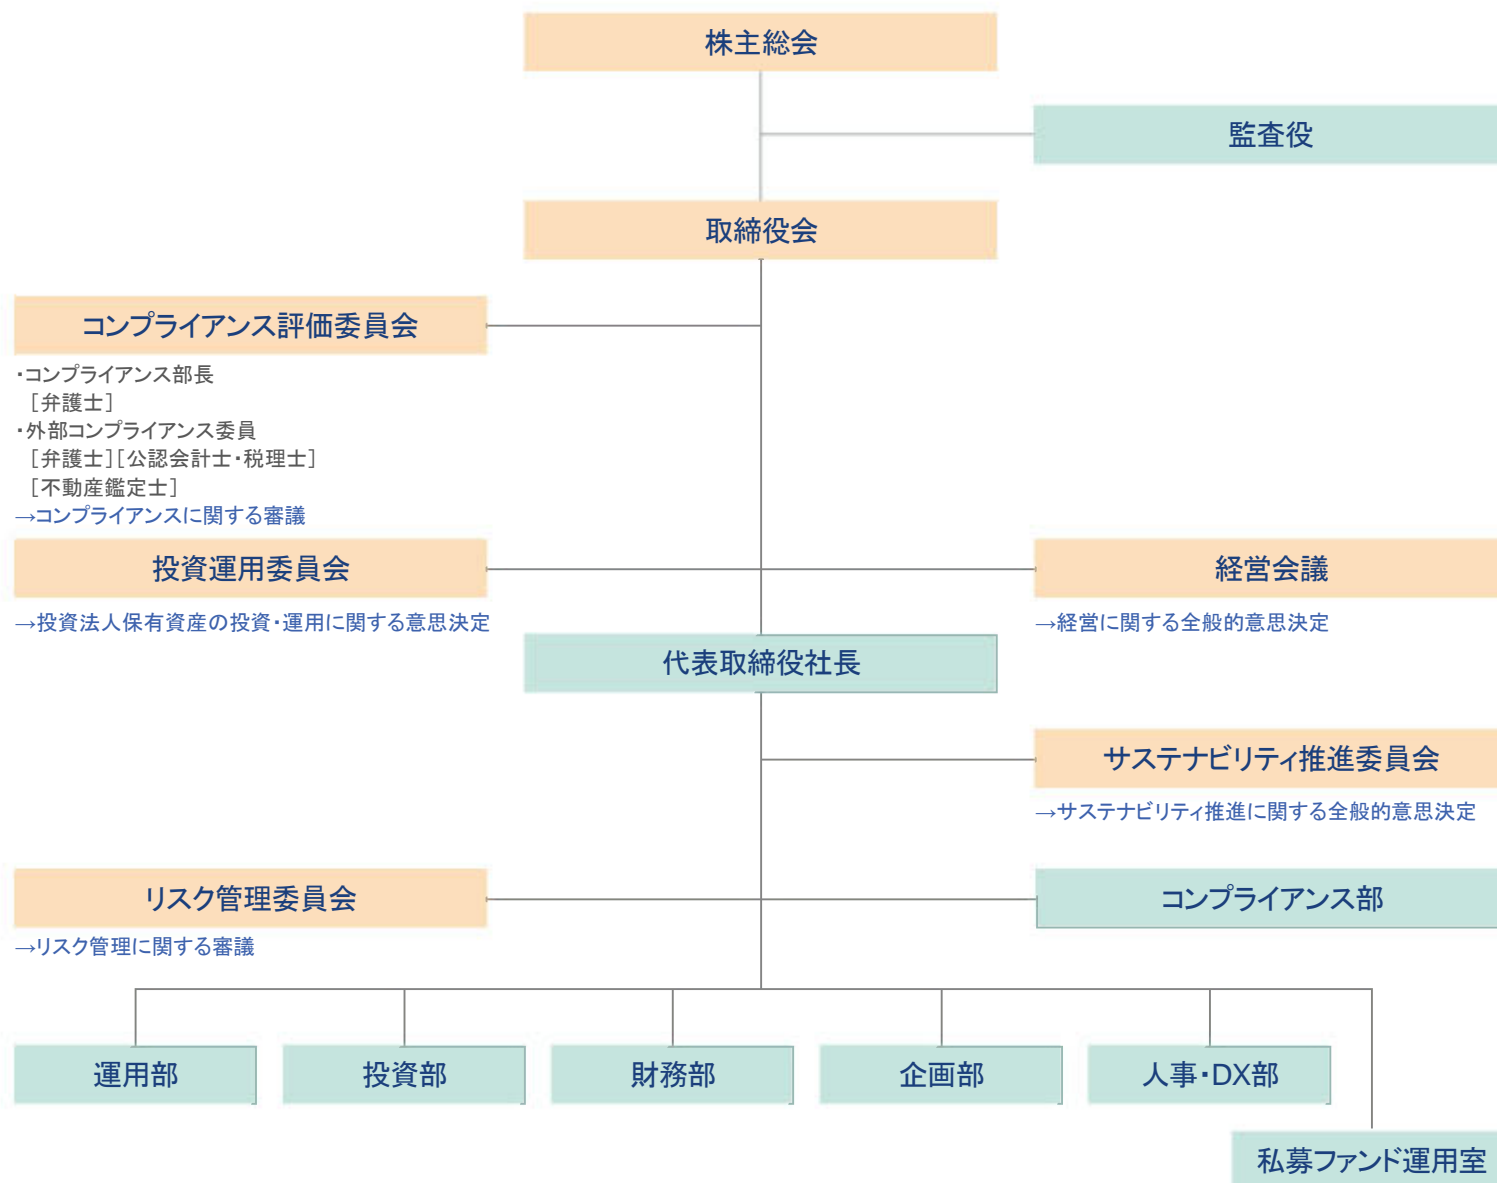 株主総会
監査役
取締役会
コンプライアンス評価委員会
・コンプライアンス部長
［弁護士］
・外部コンプライアンス委員
［弁護士］［公認会計士・税理士］
［不動産鑑定士］
→コンプライアンスに関する審議
投資運用委員会
→投資法人保有資産の投資・運用に関する意思決定
経営会議
→経営に関する全般的意思決定
代表取締役社長
サステナビリティ推進委員会
→サステナビリティ推進に関する全般的意思決定
リスク管理委員会
→リスク管理に関する審議
コンプライアンス部
運用部
投資部
財務部
企画部
人事・DX部
私募ファンド運用室